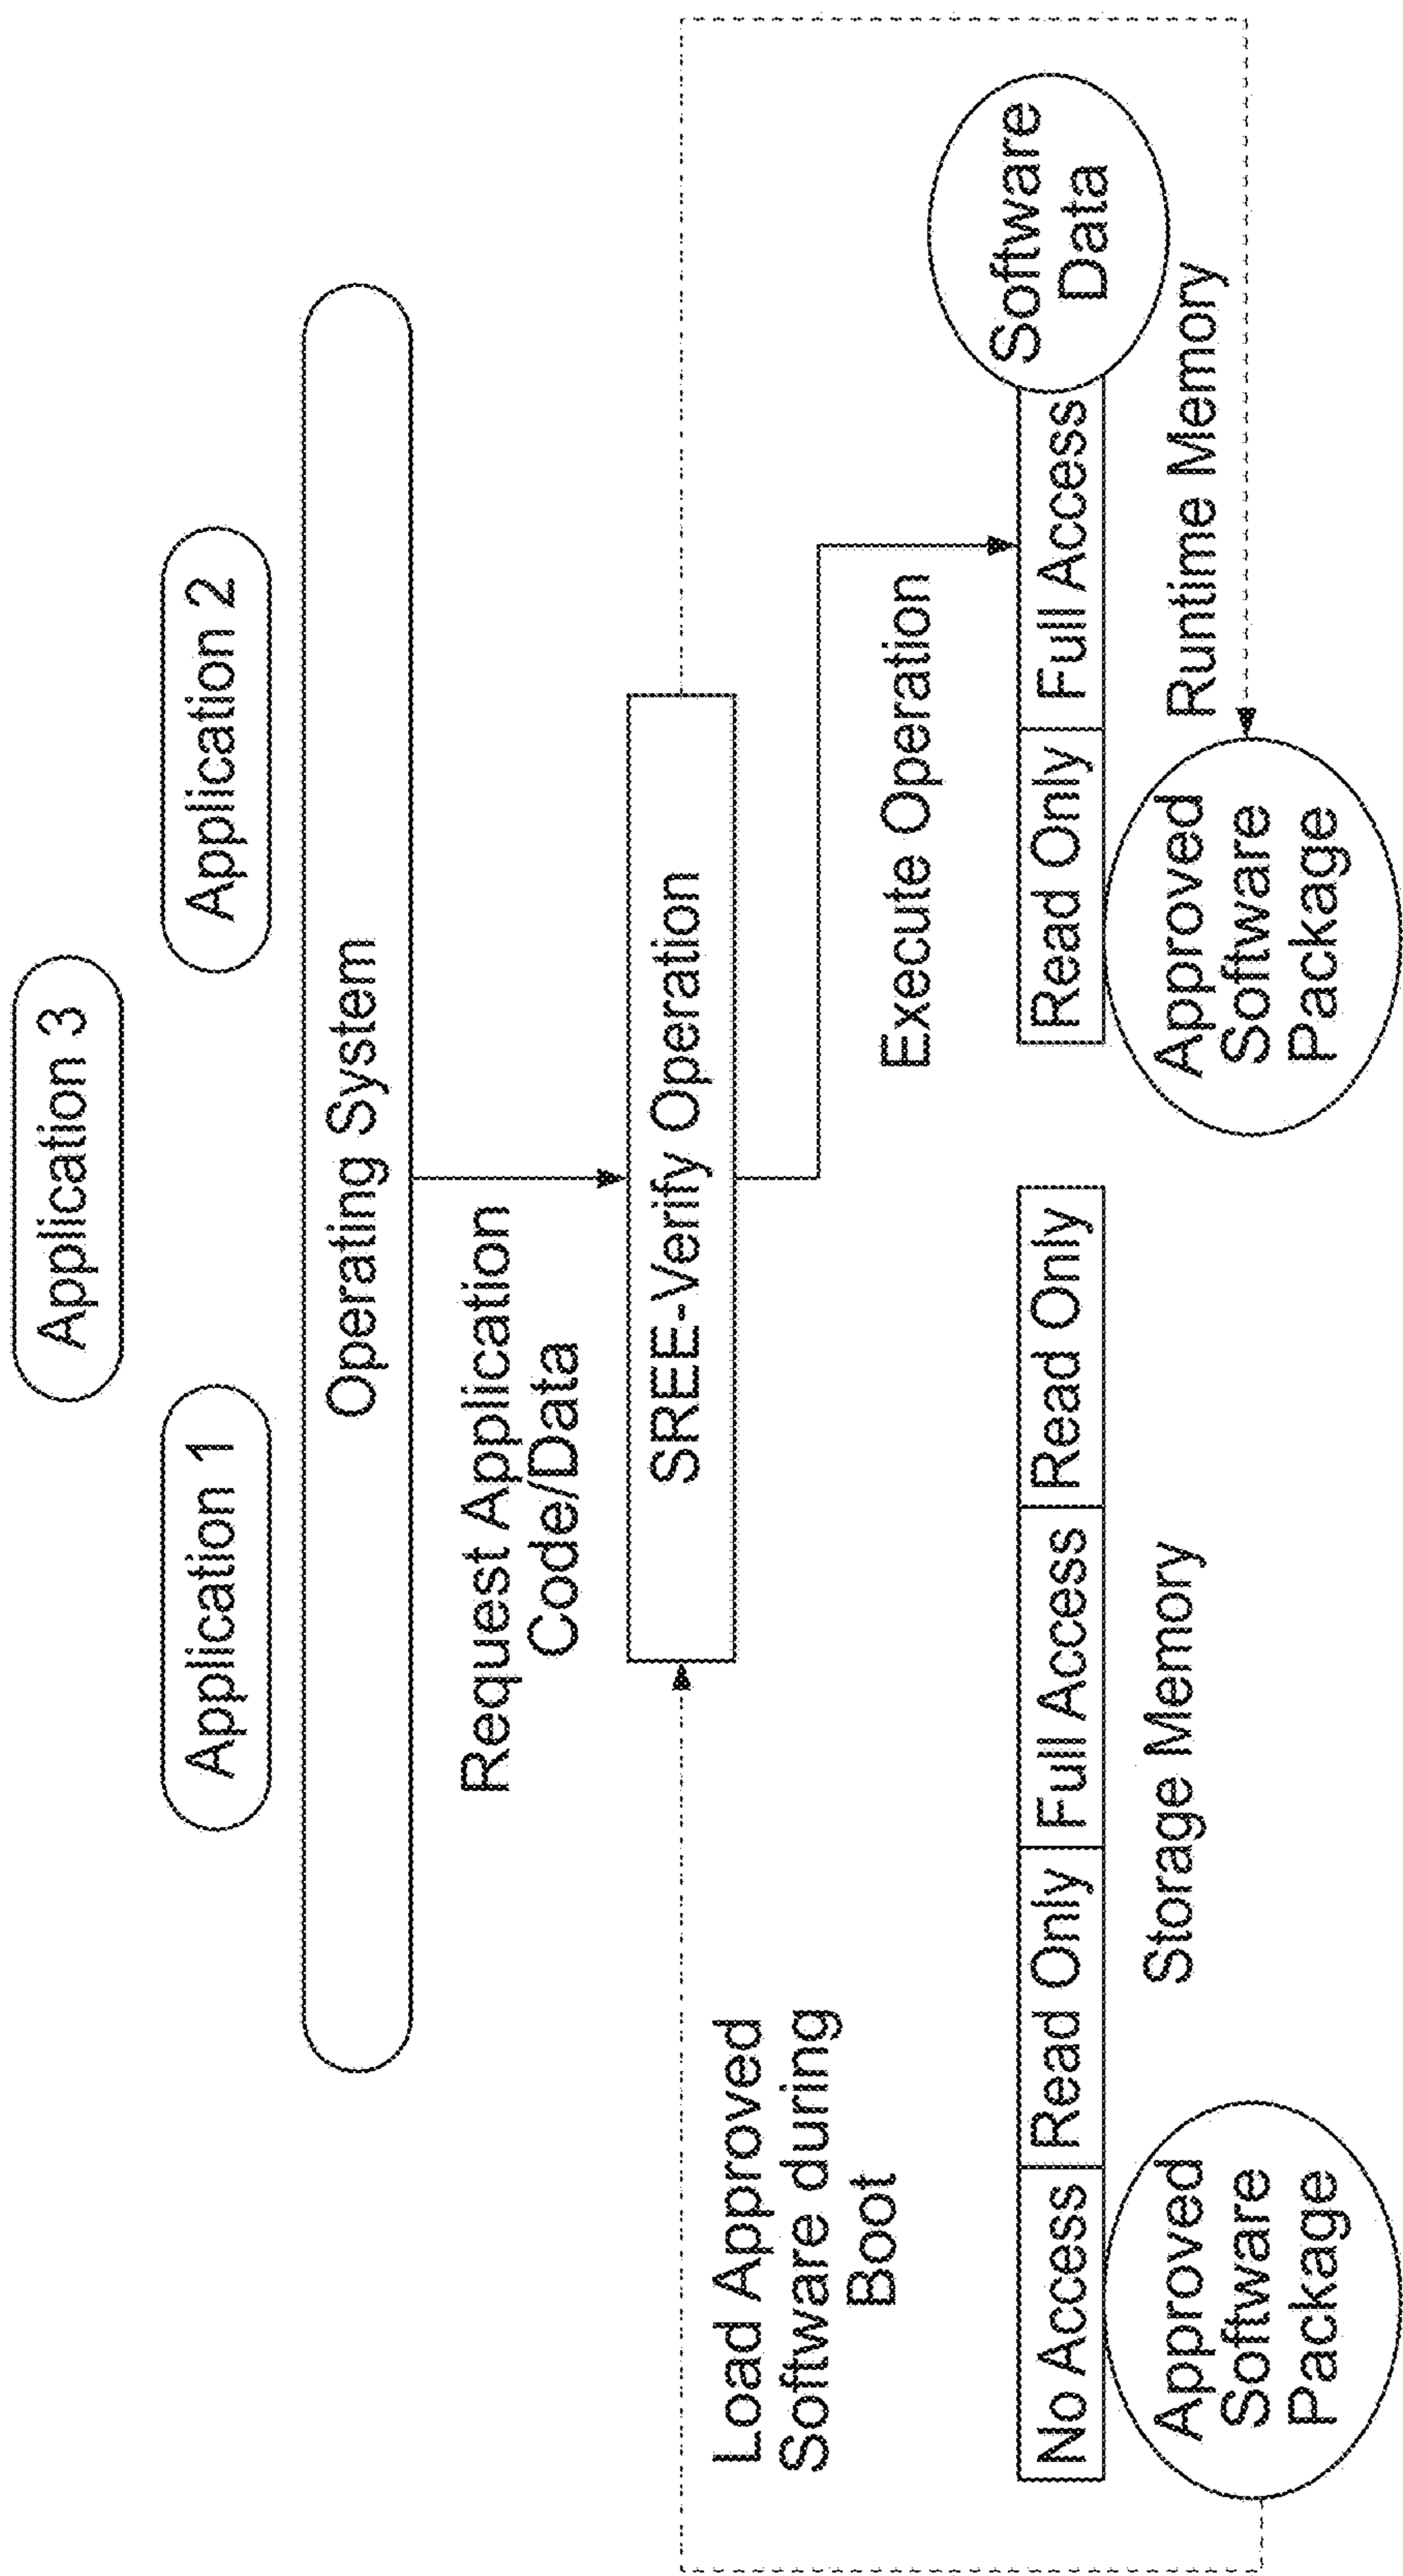 Application 3
Application 1
Application 2
Operating System
Request Application
Code/Data
SREE-Verify Operation
Load Approved
Software during
Boot
Execute Operation
No Access
Read Only
Full Access
Read Only
Read Only
Full Access
Software
Data
Storage Memory
Runtime Memory
Approved
Software
Package
Approved
Software
Package